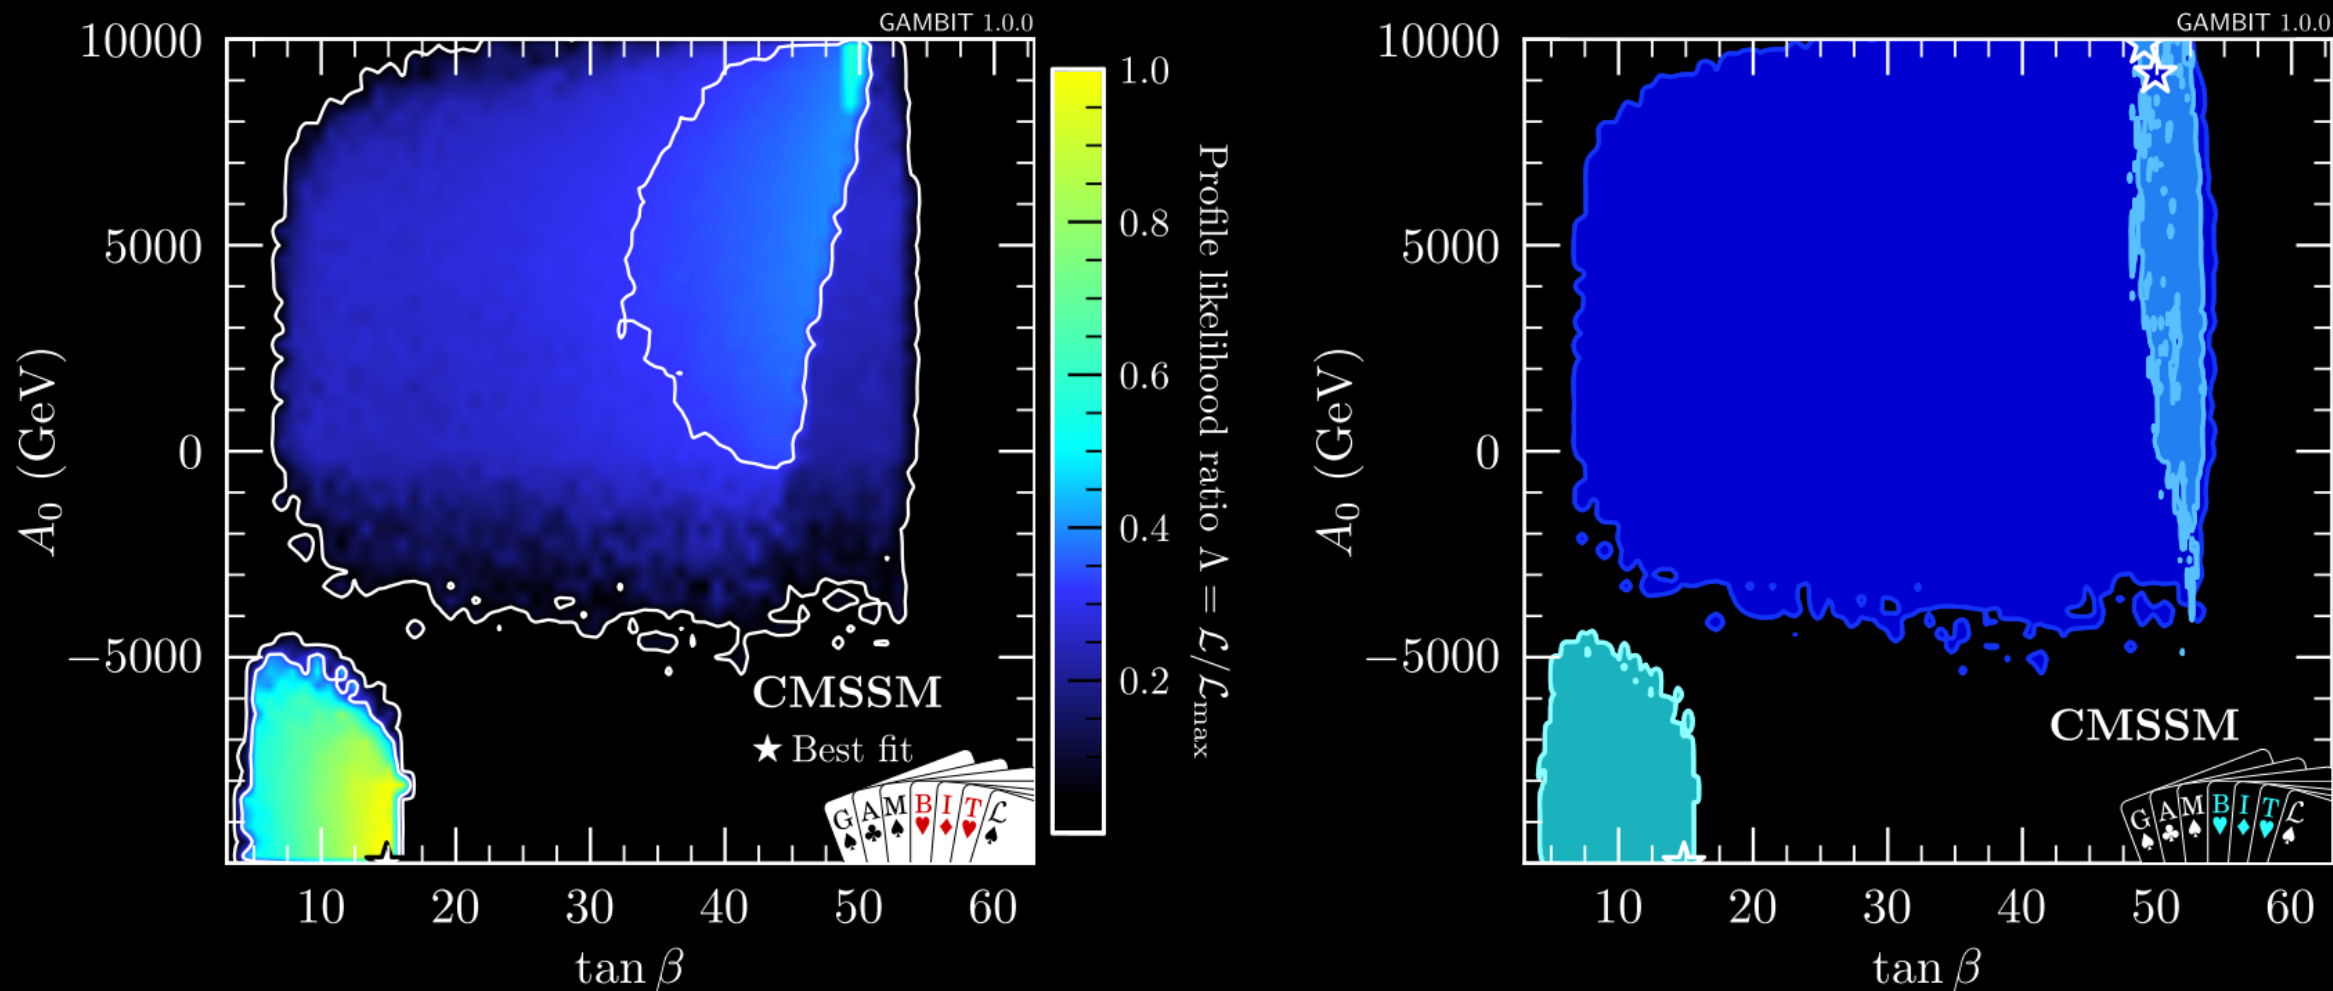 GAMBIT 1.0.0
10000
5000
0
−5000
A₀ (GeV)
10 20 30 40 50 60
tan β
CMSSM
★ Best fit
G A M B I T L
1.0
0.8
0.6
0.4
0.2
Profile likelihood ratio Λ = ℒ/ℒmax
GAMBIT 1.0.0
10000
5000
0
−5000
A₀ (GeV)
10 20 30 40 50 60
tan β
CMSSM
G A M B I T L